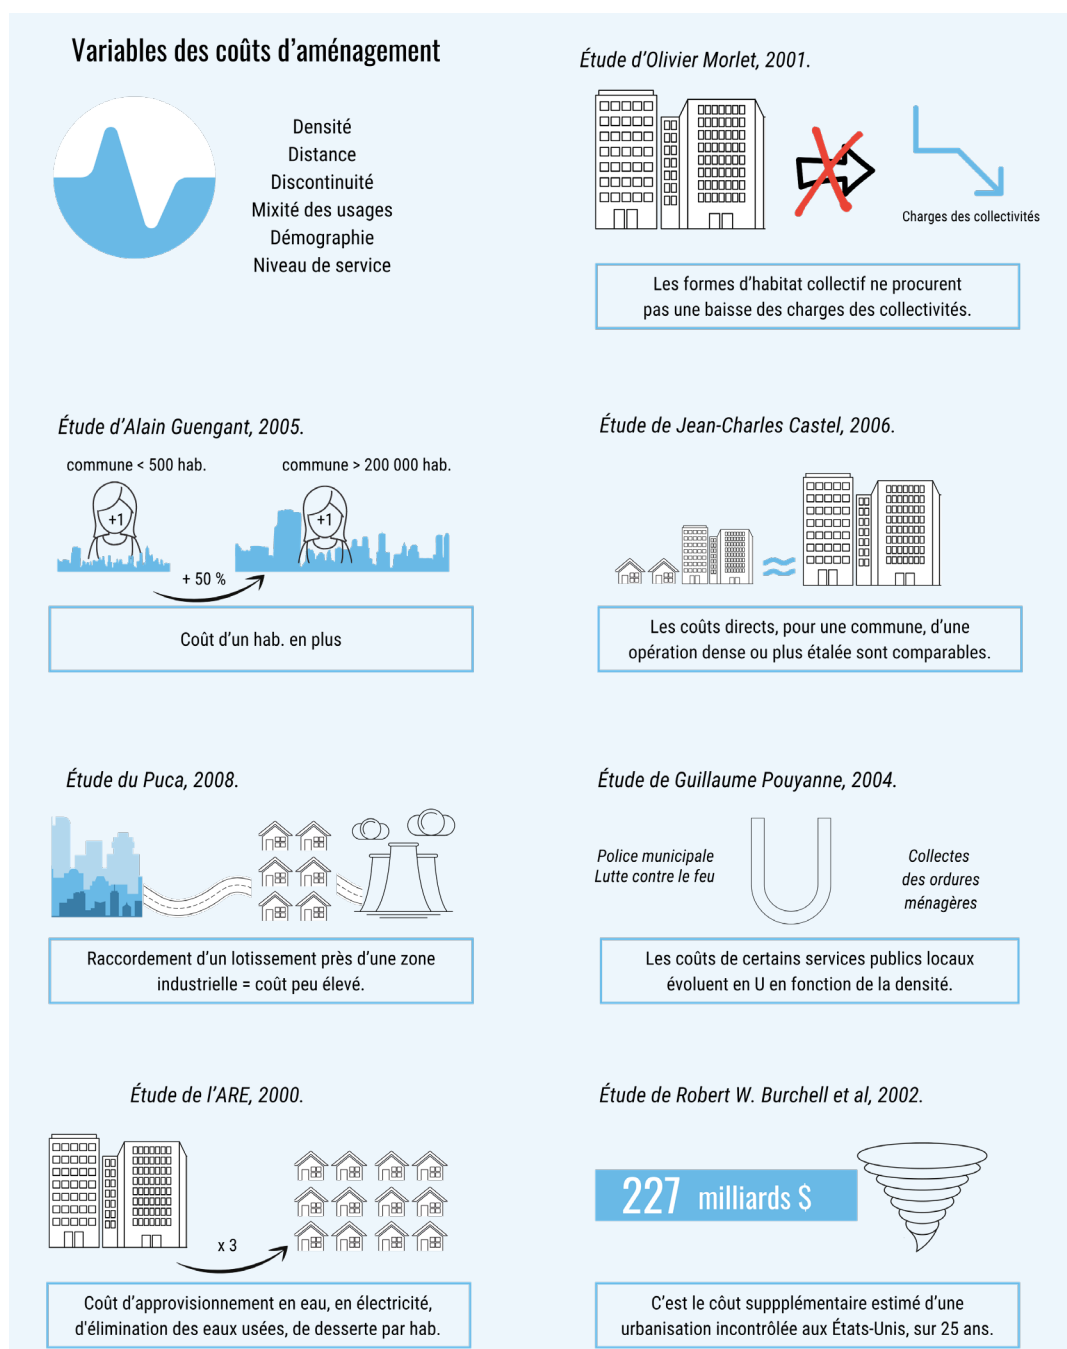 Variables des coûts d’aménagement
Densité
Distance
Discontinuité
Mixité des usages
Démographie
Niveau de service
Étude d’Olivier Morlet, 2001.
Charges des collectivités
Les formes d’habitat collectif ne procurent
pas une baisse des charges des collectivités.
Étude d’Alain Guengant, 2005.
commune < 500 hab.
commune > 200 000 hab.
+1
+1
+ 50 %
Coût d’un hab. en plus
Étude de Jean-Charles Castel, 2006.
Les coûts directs, pour une commune, d’une
opération dense ou plus étalée sont comparables.
Étude du Puca, 2008.
Raccordement d’un lotissement près d’une zone
industrielle = coût peu élevé.
Étude de Guillaume Pouyanne, 2004.
Police municipale
Lutte contre le feu
Collectes
des ordures
ménagères
Les coûts de certains services publics locaux
évoluent en U en fonction de la densité.
Étude de l’ARE, 2000.
x 3
Coût d’approvisionnement en eau, en électricité,
d'élimination des eaux usées, de desserte par hab.
Étude de Robert W. Burchell et al, 2002.
227 milliards $
C’est le côut suppplémentaire estimé d’une
urbanisation incontrôlée aux États-Unis, sur 25 ans.